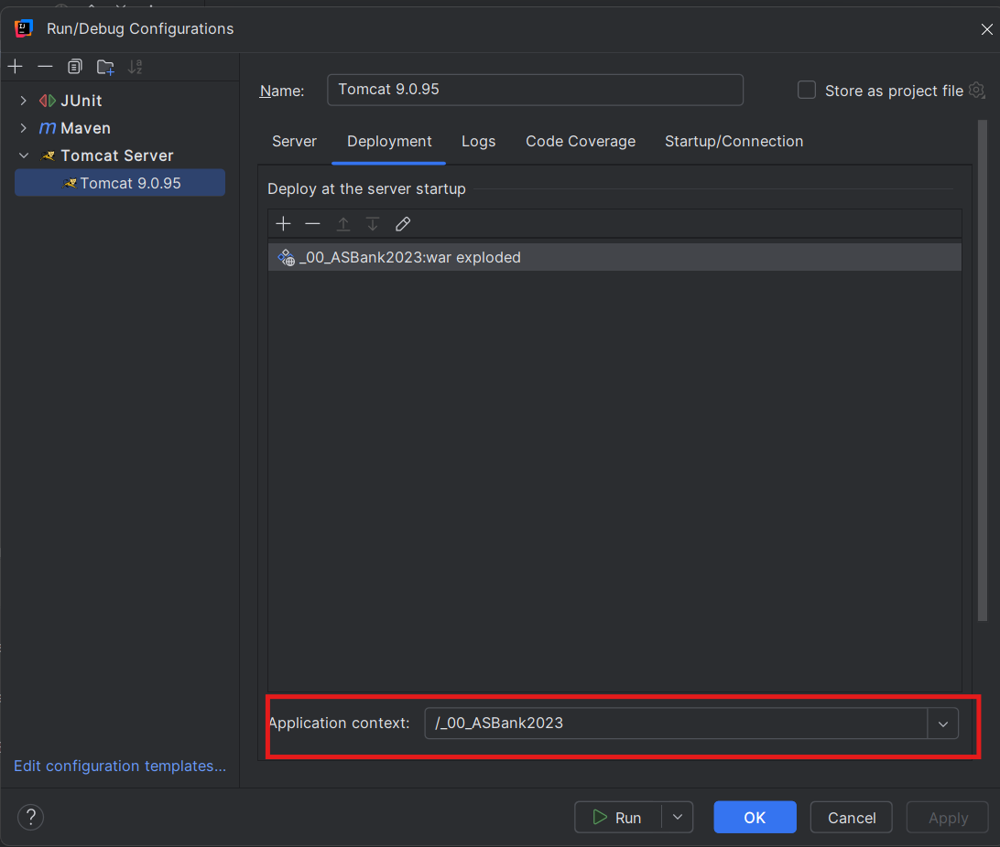 Run/Debug Configurations
Name: Tomcat 9.0.95 Store as project file
JUnit
Maven
Tomcat Server
Tomcat 9.0.95
Server Deployment Logs Code Coverage Startup/Connection
Deploy at the server startup
_00_ASBank2023:war exploded
Application context: /_00_ASBank2023
Edit configuration templates...
? Run OK Cancel Apply